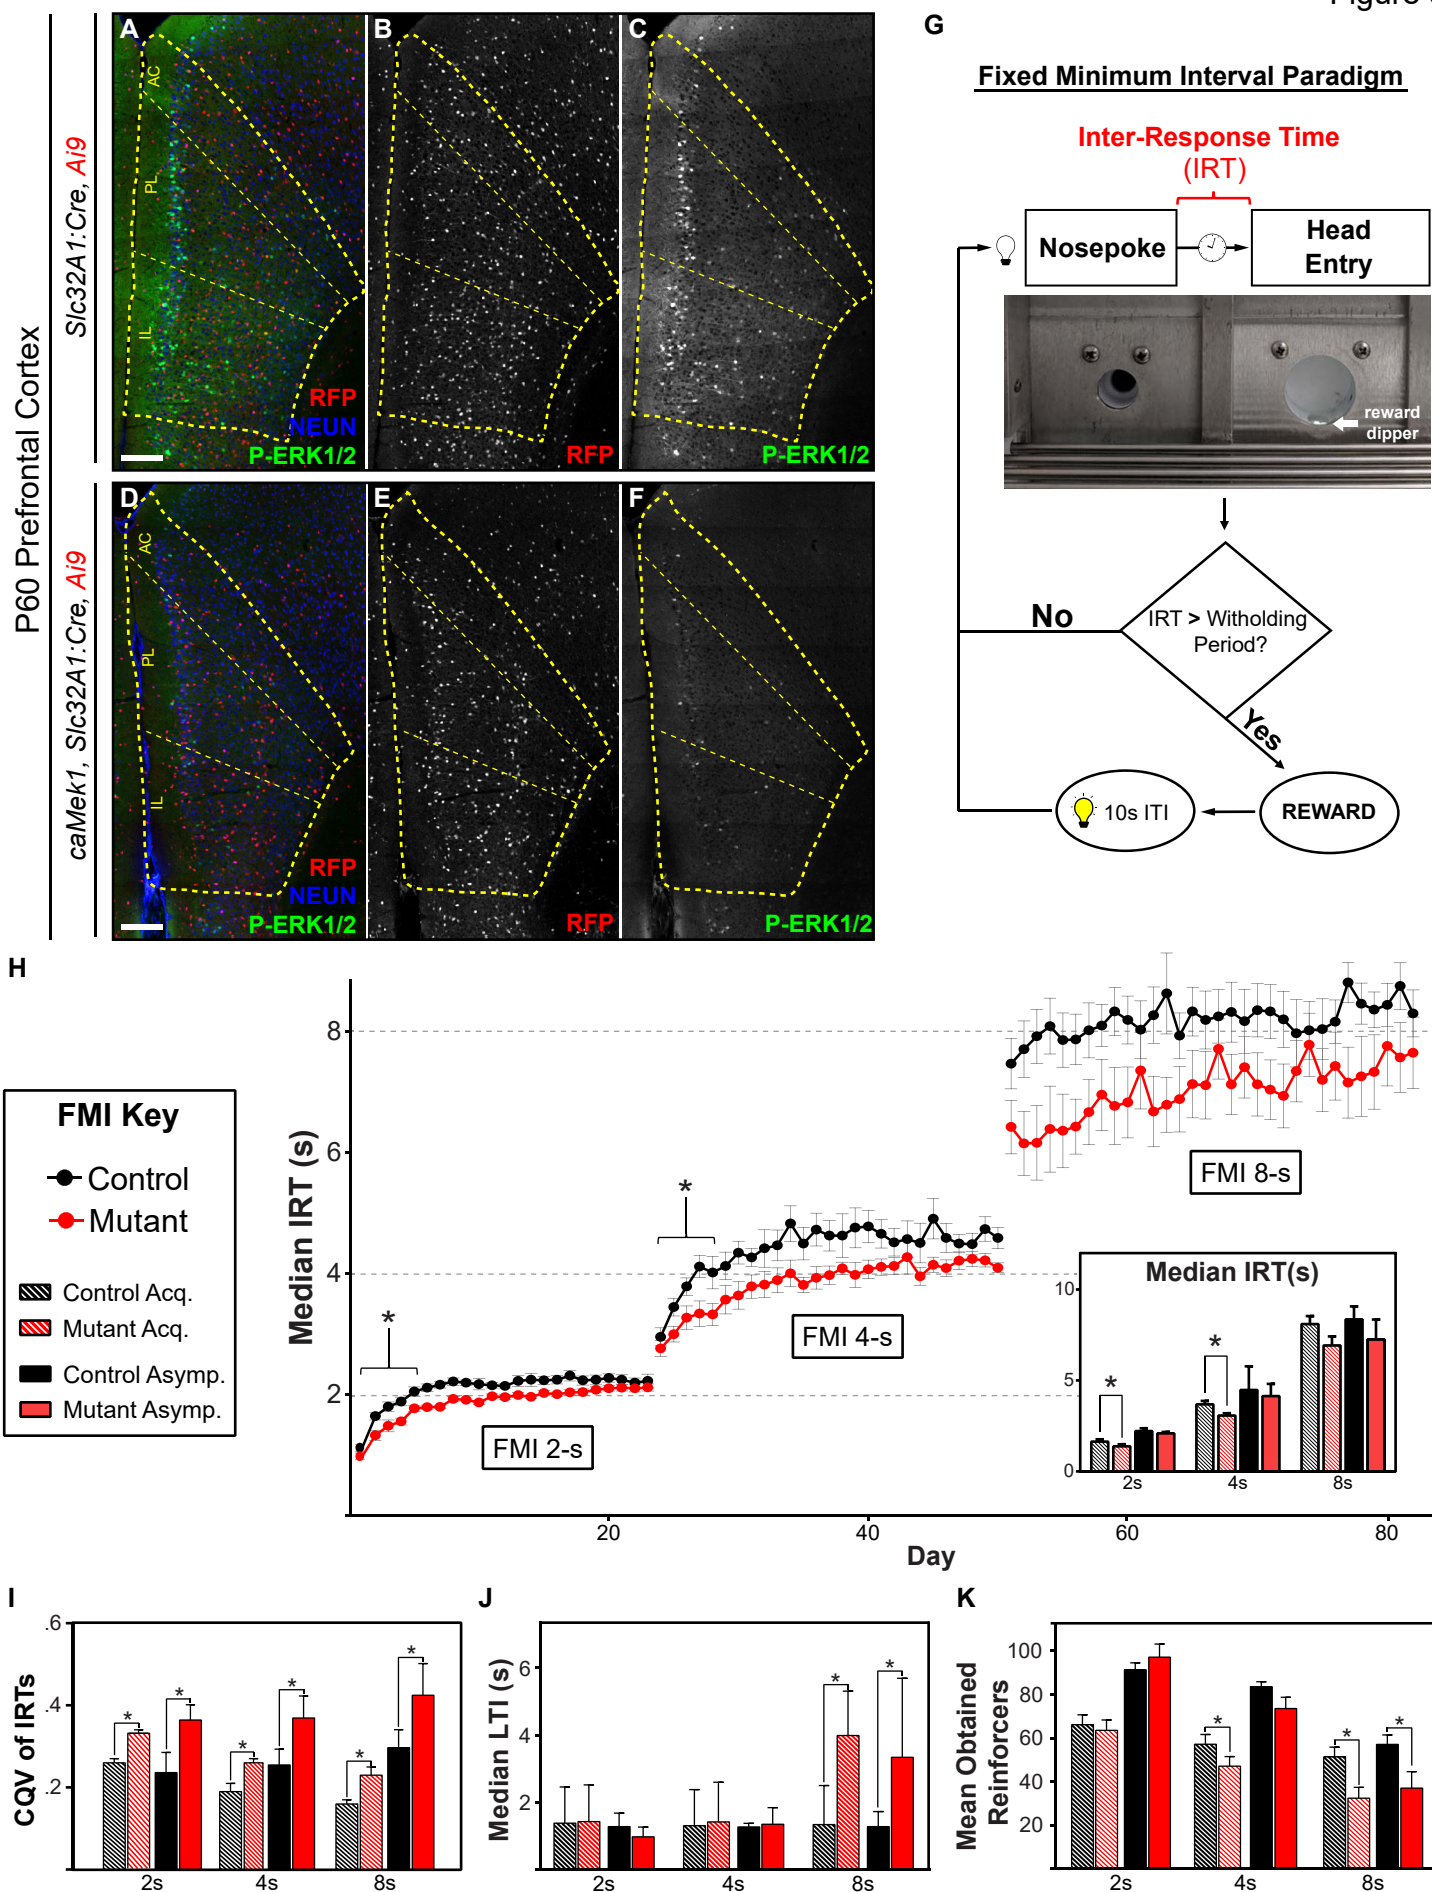 Figure
P60 Prefrontal Cortex
Slc32A1:Cre, Ai9
A
AC
PL
IL
RFP
NEUN
P-ERK1/2
B
RFP
C
P-ERK1/2
caMek1, Slc32A1:Cre, Ai9
D
AC
PL
IL
RFP
NEUN
P-ERK1/2
E
RFP
F
P-ERK1/2
G
Fixed Minimum Interval Paradigm
Inter-Response Time
(IRT)
Nosepoke
Head
Entry
reward
dipper
IRT > Witholding
Period?
No
Yes
REWARD
10s ITI
H
FMI Key
Control
Mutant
Control Acq.
Mutant Acq.
Control Asymp.
Mutant Asymp.
Median IRT (s)
8
6
4
2
*
*
FMI 2-s
FMI 4-s
FMI 8-s
20
40
60
80
Day
Median IRT(s)
10
5
0
*
*
2s
4s
8s
I
CQV of IRTs
.6
.4
.2
*
*
*
*
*
*
2s
4s
8s
J
Median LTI (s)
6
4
2
*
*
2s
4s
8s
K
Mean Obtained
Reinforcers
100
80
60
40
20
*
*
*
2s
4s
8s